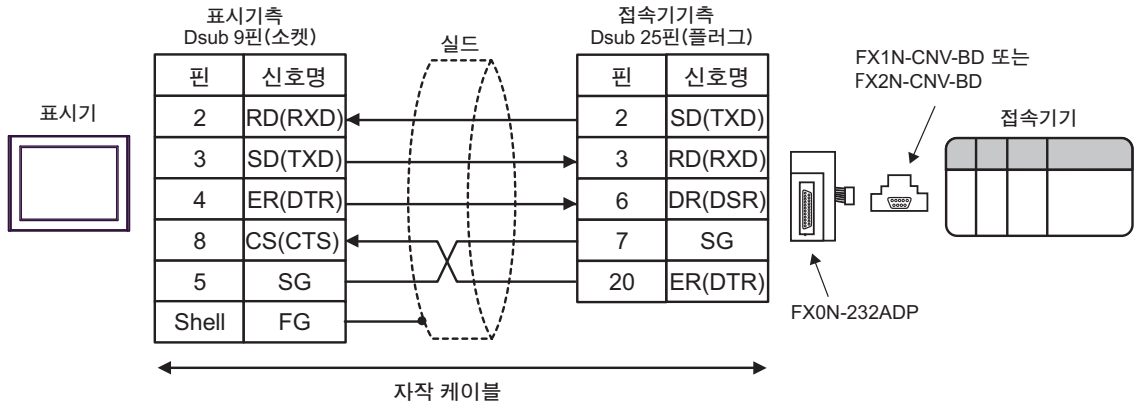 표시기측
Dsub 9핀(소켓)
실드
접속기기측
Dsub 25핀(플러그)
FX1N-CNV-BD 또는
FX2N-CNV-BD
표시기
접속기기
핀 신호명
2 RD(RXD)
3 SD(TXD)
4 ER(DTR)
8 CS(CTS)
5 SG
Shell FG
핀 신호명
2 SD(TXD)
3 RD(RXD)
6 DR(DSR)
7 SG
20 ER(DTR)
FX0N-232ADP
자작 케이블